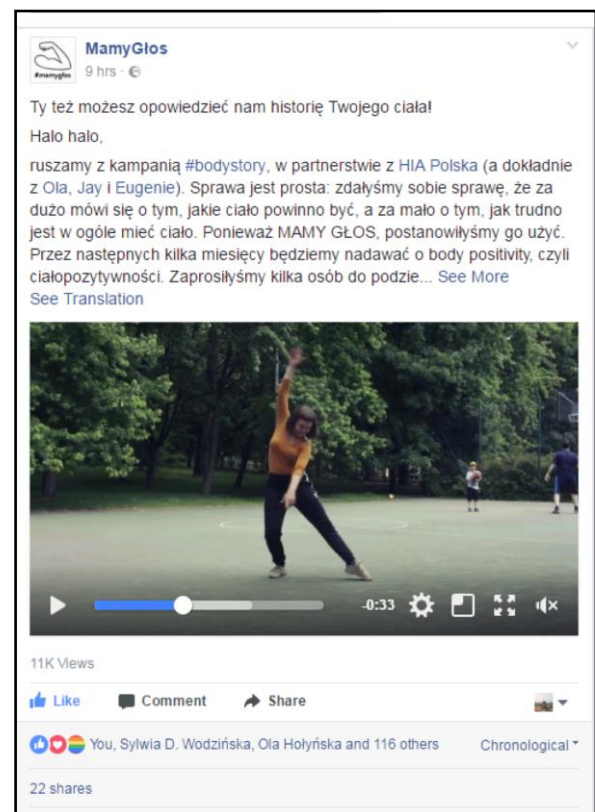 MamyGłos
#mamygłos
9 hrs ·
Ty też możesz opowiedzieć nam historię Twojego ciała!
Halo halo,
ruszamy z kampanią #bodystory, w partnerstwie z HIA Polska (a dokładnie
z Ola, Jay i Eugenie). Sprawa jest prosta: zdałyśmy sobie sprawę, że za
dużo mówi się o tym, jakie ciało powinno być, a za mało o tym, jak trudno
jest w ogóle mieć ciało. Ponieważ MAMY GŁOS, postanowiłyśmy go użyć.
Przez następnych kilka miesięcy będziemy nadawać o body positivity, czyli
ciałopozytywności. Zaprosiłyśmy kilka osób do podzie... See More
See Translation
-0:33
11K Views
Like Comment Share
You, Sylwia D. Wodzińska, Ola Hołyńska and 116 others Chronological
22 shares